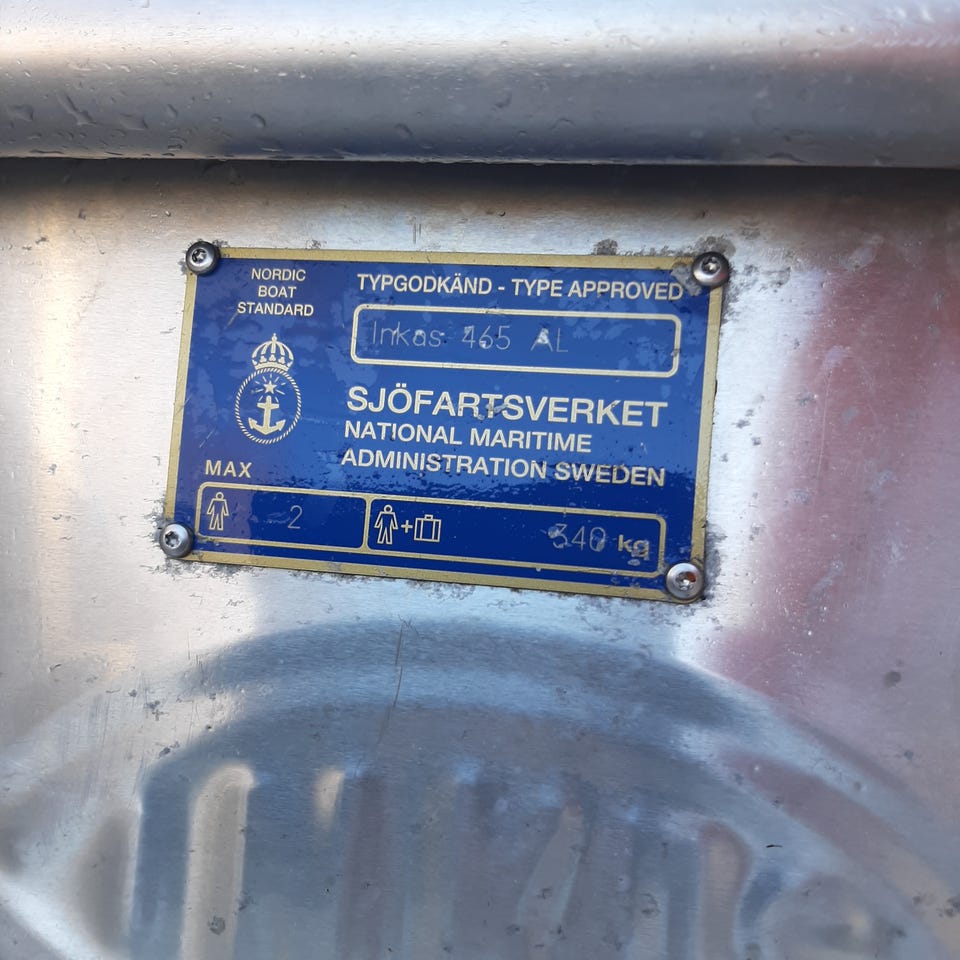 NORDIC
BOAT
STANDARD
TYPGODKÄND - TYPE APPROVED
Inkas 465 AL
SJÖFARTSVERKET
NATIONAL MARITIME
ADMINISTRATION SWEDEN
MAX
2
+ 340 kg